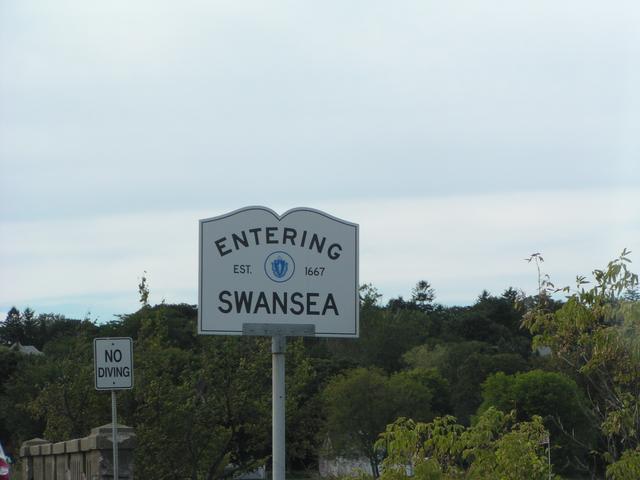 ENTERING
EST. 1667
SWANSEA
NO
DIVING